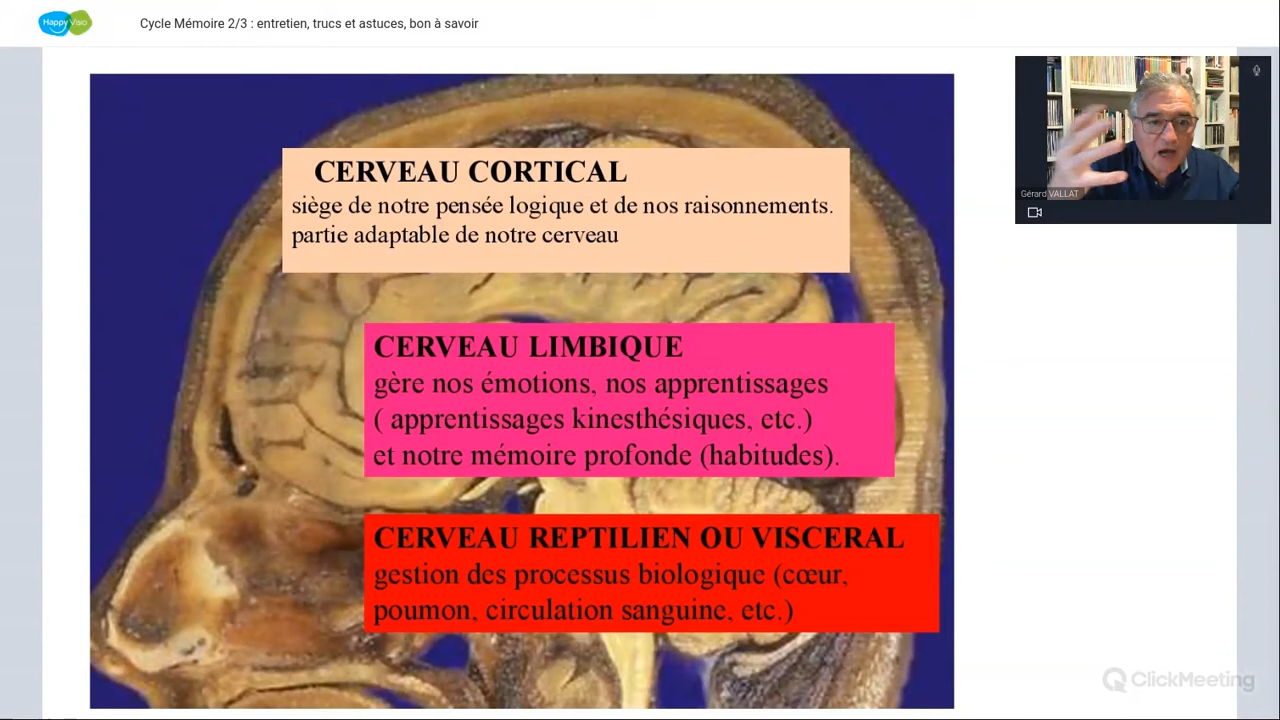 Happy Visio
Cycle Mémoire 2/3 : entretien, trucs et astuces, bon à savoir
CERVEAU CORTICAL
siège de notre pensée logique et de nos raisonnements.
partie adaptable de notre cerveau
CERVEAU LIMBIQUE
gère nos émotions, nos apprentissages
( apprentissages kinesthésiques, etc.)
et notre mémoire profonde (habitudes).
CERVEAU REPTILIEN OU VISCERAL
gestion des processus biologique (cœur,
poumon, circulation sanguine, etc.)
Gérard VALLAT
ClickMeeting